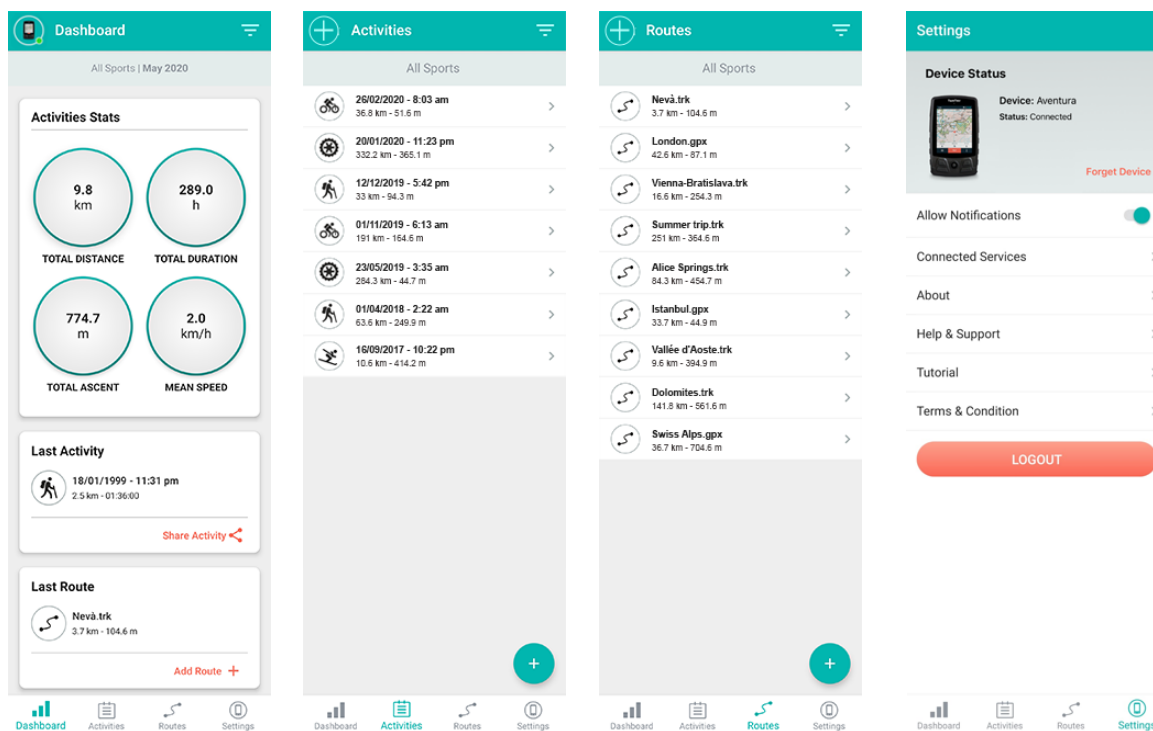 Dashboard
All Sports | May 2020
Activities Stats
9.8
km
289.0
h
TOTAL DISTANCE
TOTAL DURATION
774.7
m
2.0
km/h
TOTAL ASCENT
MEAN SPEED
Last Activity
18/01/1999 - 11:31 pm
2.5 km - 01:36:00
Share Activity
Last Route
Nevà.trk
3.7 km - 104.6 m
Add Route +
Dashboard
Activities
Routes
Settings
Activities
All Sports
26/02/2020 - 8:03 am
36.8 km - 51.6 m
20/01/2020 - 11:23 pm
332.2 km - 365.1 m
12/12/2019 - 5:42 pm
33 km - 94.3 m
01/11/2019 - 6:13 am
191 km - 164.6 m
23/05/2019 - 3:35 am
284.3 km - 44.7 m
01/04/2018 - 2:22 am
63.6 km - 249.9 m
16/09/2017 - 10:22 pm
10.6 km - 414.2 m
Dashboard
Activities
Routes
Settings
Routes
All Sports
Nevà.trk
3.7 km - 104.6 m
London.gpx
42.6 km - 87.1 m
Vienna-Bratislava.trk
16.6 km - 254.3 m
Summer trip.trk
251 km - 364.6 m
Alice Springs.trk
84.3 km - 454.7 m
Istanbul.gpx
33.7 km - 44.9 m
Vallée d'Aoste.trk
9.6 km - 394.9 m
Dolomites.trk
141.8 km - 561.6 m
Swiss Alps.gpx
36.7 km - 704.6 m
Dashboard
Activities
Routes
Settings
Settings
Device Status
Device: Aventura
Status: Connected
Forget Device
Allow Notifications
Connected Services
About
Help & Support
Tutorial
Terms & Condition
LOGOUT
Dashboard
Activities
Routes
Settings